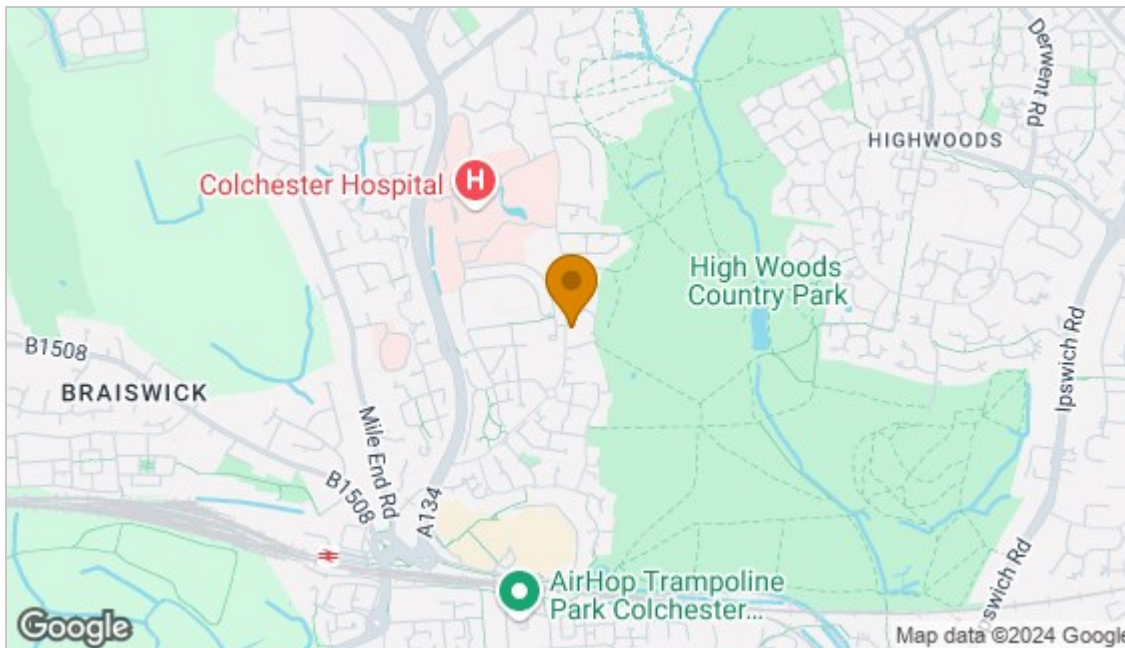 Derwent Rd
HIGHWOODS
Colchester Hospital
H
High Woods
Country Park
B1508
BRAISWICK
Ipswich Rd
Mile End Rd
B1508
A134
pswich Rd
AirHop Trampoline
Park Colchester...
Google
Map data ©2024 Google